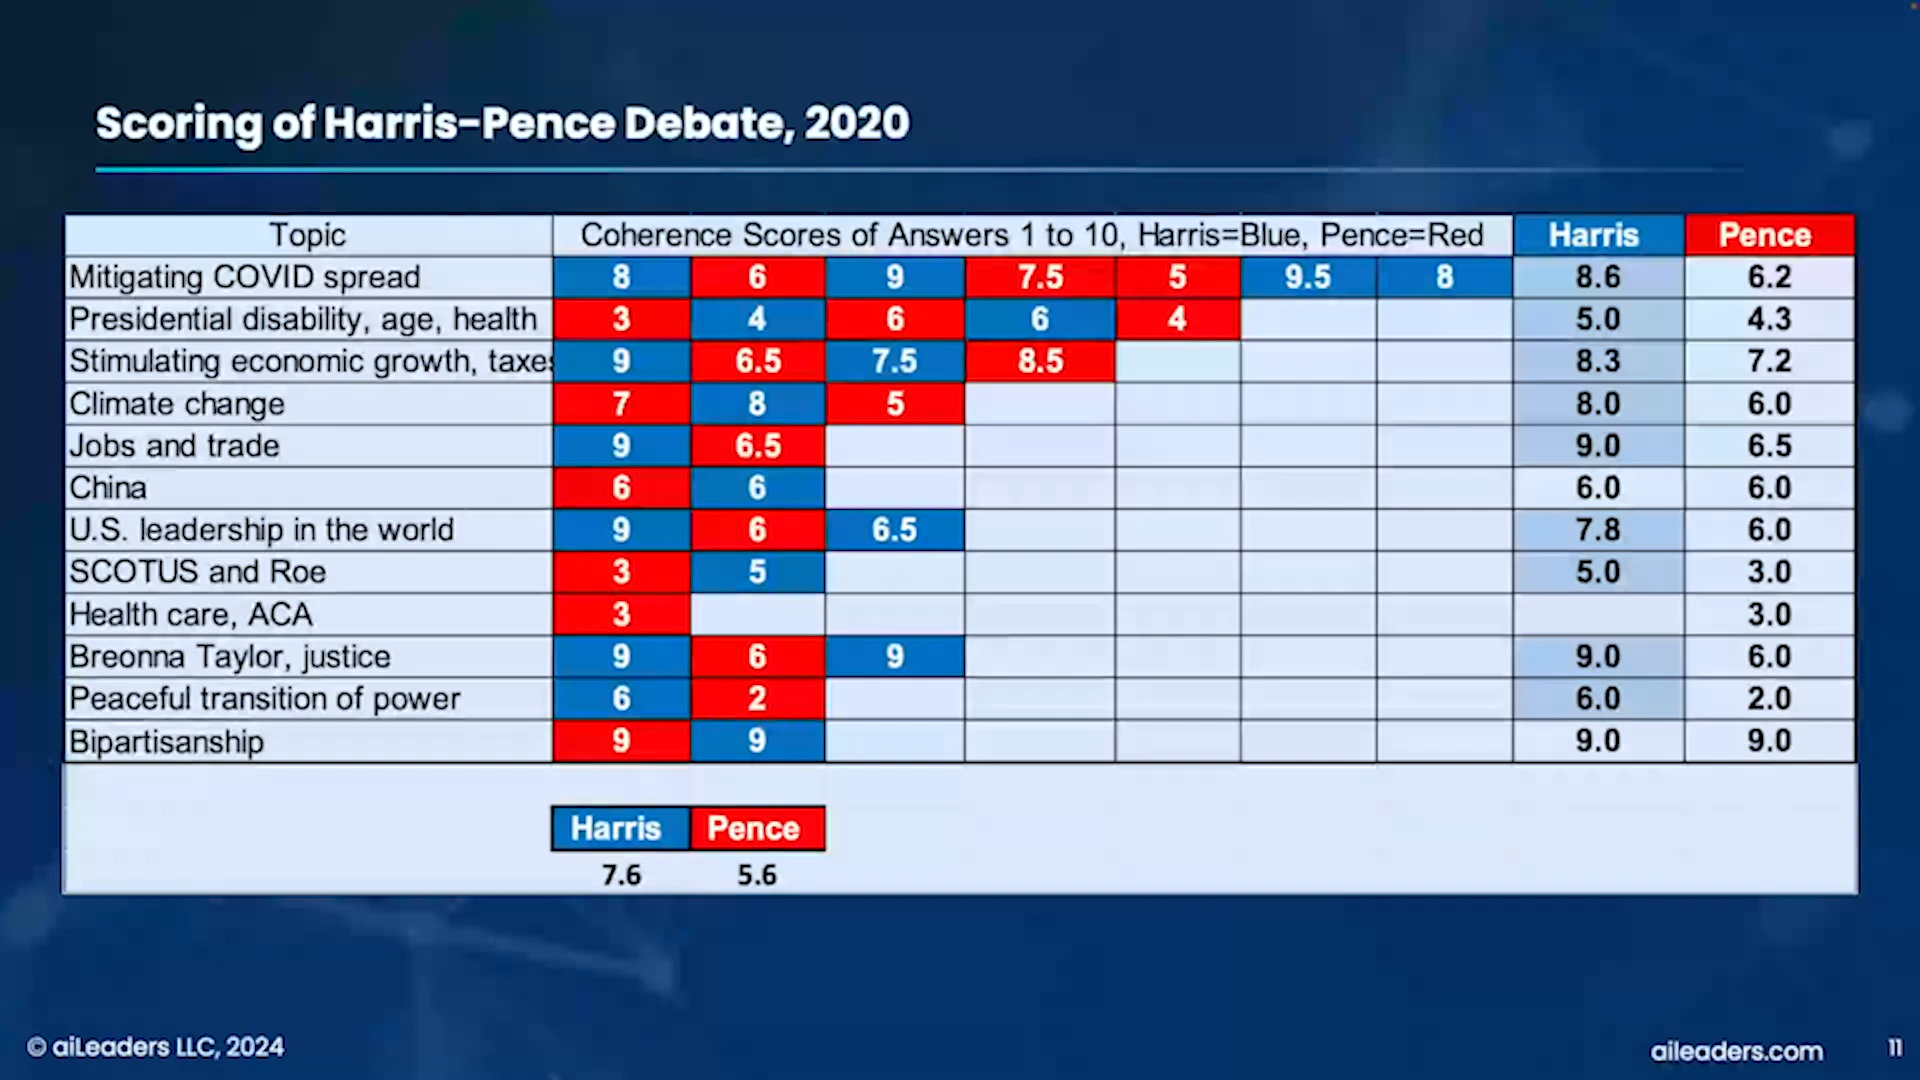 Scoring of Harris-Pence Debate, 2020
Topic Coherence Scores of Answers 1 to 10, Harris=Blue, Pence=Red Harris Pence
Mitigating COVID spread 8 6 9 7.5 5 9.5 8 8.6 6.2
Presidential disability, age, health 3 4 6 6 4 5.0 4.3
Stimulating economic growth, taxes 9 6.5 7.5 8.5 8.3 7.2
Climate change 7 8 5 8.0 6.0
Jobs and trade 9 6.5 9.0 6.5
China 6 6 6.0 6.0
U.S. leadership in the world 9 6 6.5 7.8 6.0
SCOTUS and Roe 3 5 5.0 3.0
Health care, ACA 3 3.0
Breonna Taylor, justice 9 6 9 9.0 6.0
Peaceful transition of power 6 2 6.0 2.0
Bipartisanship 9 9 9.0 9.0
Harris Pence
7.6 5.6
© aiLeaders LLC, 2024 aileaders.com 11